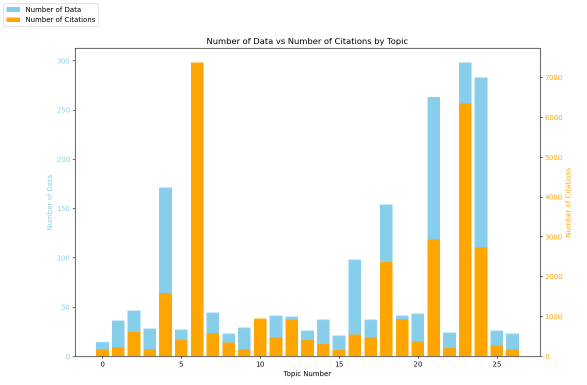 Number of Data
Number of Citations
Number of Data vs Number of Citations by Topic
300
250
200
150
100
50
0
Number of Data
7000
6000
5000
4000
3000
2000
1000
0
Number of Citations
0 5 10 15 20 25
Topic Number